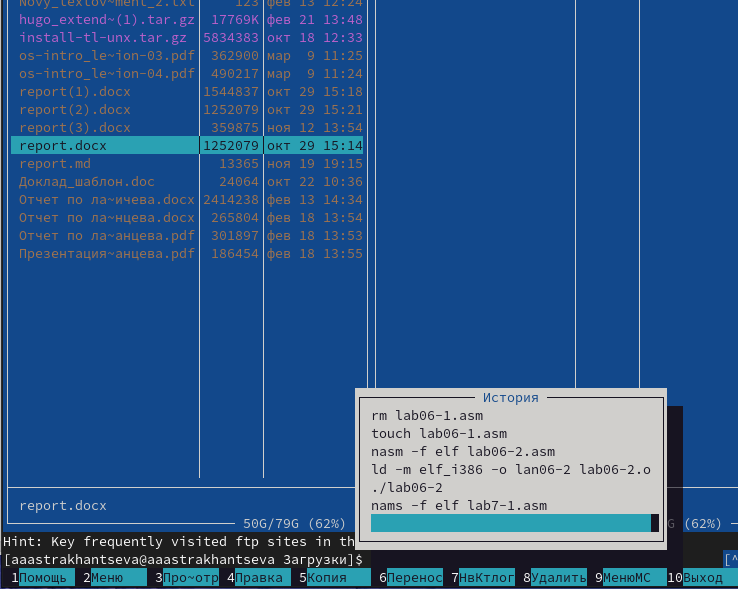 hugo_extend~(1).tar.gz 17769K фев 21 13:48
install-tl-unx.tar.gz 5834383 окт 18 12:33
os-intro_le~ion-03.pdf 362900 мар 9 11:25
os-intro_le~ion-04.pdf 490217 мар 9 11:24
report(1).docx 1544837 окт 29 15:18
report(2).docx 1252079 окт 29 15:21
report(3).docx 359875 ноя 12 13:54
report.docx 1252079 окт 29 15:14
report.md 13365 ноя 19 19:15
Доклад_шаблон.doc 24064 окт 22 10:36
Отчет по ла~ичева.docx 2414238 фев 13 14:34
Отчет по ла~нцева.docx 265804 фев 18 13:54
Отчет по ла~анцева.pdf 301897 фев 18 13:53
Презентация~анцева.pdf 186454 фев 18 13:55
История
rm lab06-1.asm
touch lab06-1.asm
nasm -f elf lab06-2.asm
ld -m elf_i386 -o lan06-2 lab06-2.o
./lab06-2
nams -f elf lab7-1.asm
report.docx
50G/79G (62%)
G (62%)
Hint: Key frequently visited ftp sites in th
[aaastrakhantseva@aaastrakhantseva Загрузки]$
[^
1Помощь 2Меню 3Про~отр 4Правка 5Копия 6Перенос 7НвКтлог 8Удалить 9МенюМС 10Выход